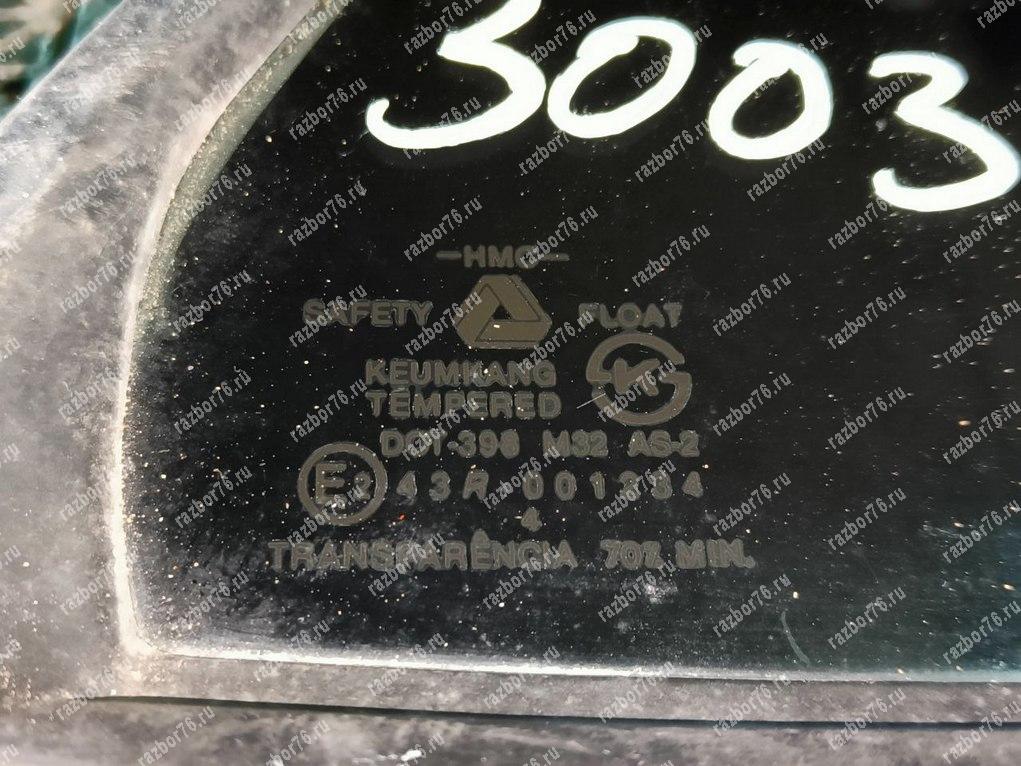 3003
-HMC-
SAFETY FLOAT
KEUMKANG
TEMPERED
DOT-396 M32 AS-2
E2 43R 001284
4
TRANSPARÊNCIA 70% MIN.
razbor76.ru